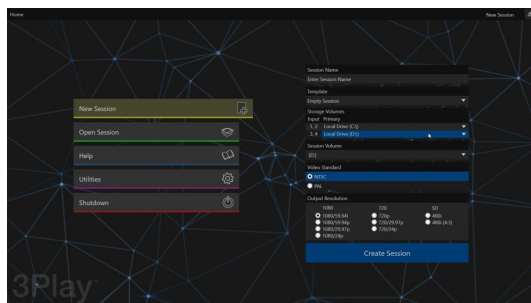 Home
New Session
New Session
Open Session
Help
Utilities
Shutdown
Session Name
Enter Session Name
Template
Empty Session
Storage Volumes
Input Primary
1, 2 Local Drive (C:\)
3, 4 Local Drive (D:\)
Session Volume
(D:)
Video Standard
NTSC
PAL
Output Resolution
1080 720 SD
1080/59.94i 720p 480i
1080/59.94p 720/29.97p 480i (4:3)
1080/29.97p 720/24p
1080/24p
Create Session
3Play